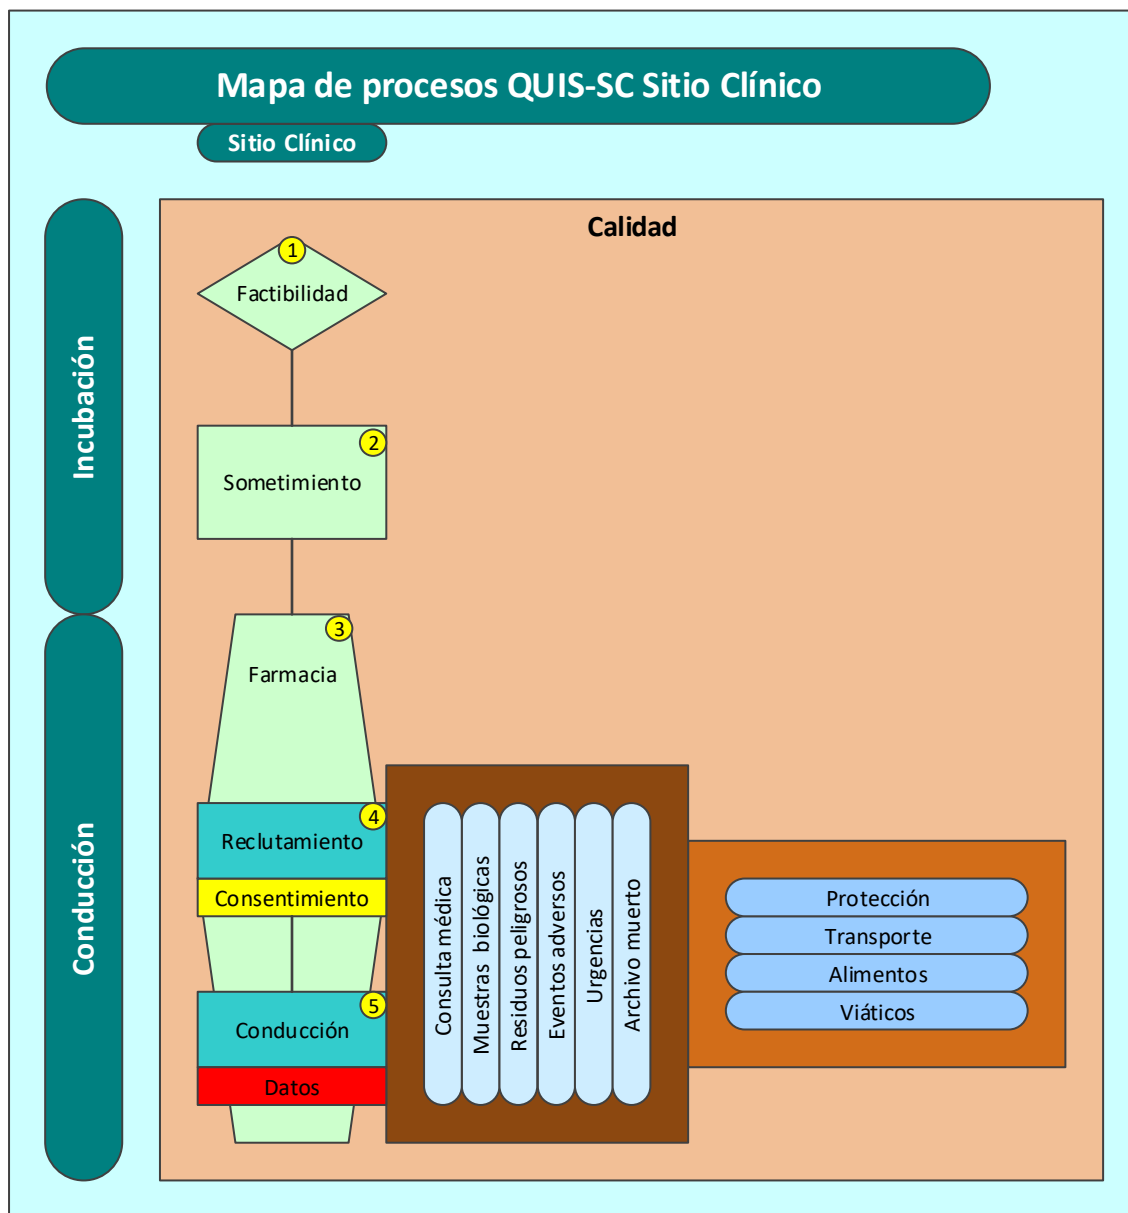 Mapa de procesos QUIS-SC Sitio Clínico
Sitio Clínico
Incubación
Conducción
Calidad
1
Factibilidad
2
Sometimiento
3
Farmacia
4
Reclutamiento
Consentimiento
5
Conducción
Datos
Consulta médica
Muestras biológicas
Residuos peligrosos
Eventos adversos
Urgencias
Archivo muerto
Protección
Transporte
Alimentos
Viáticos